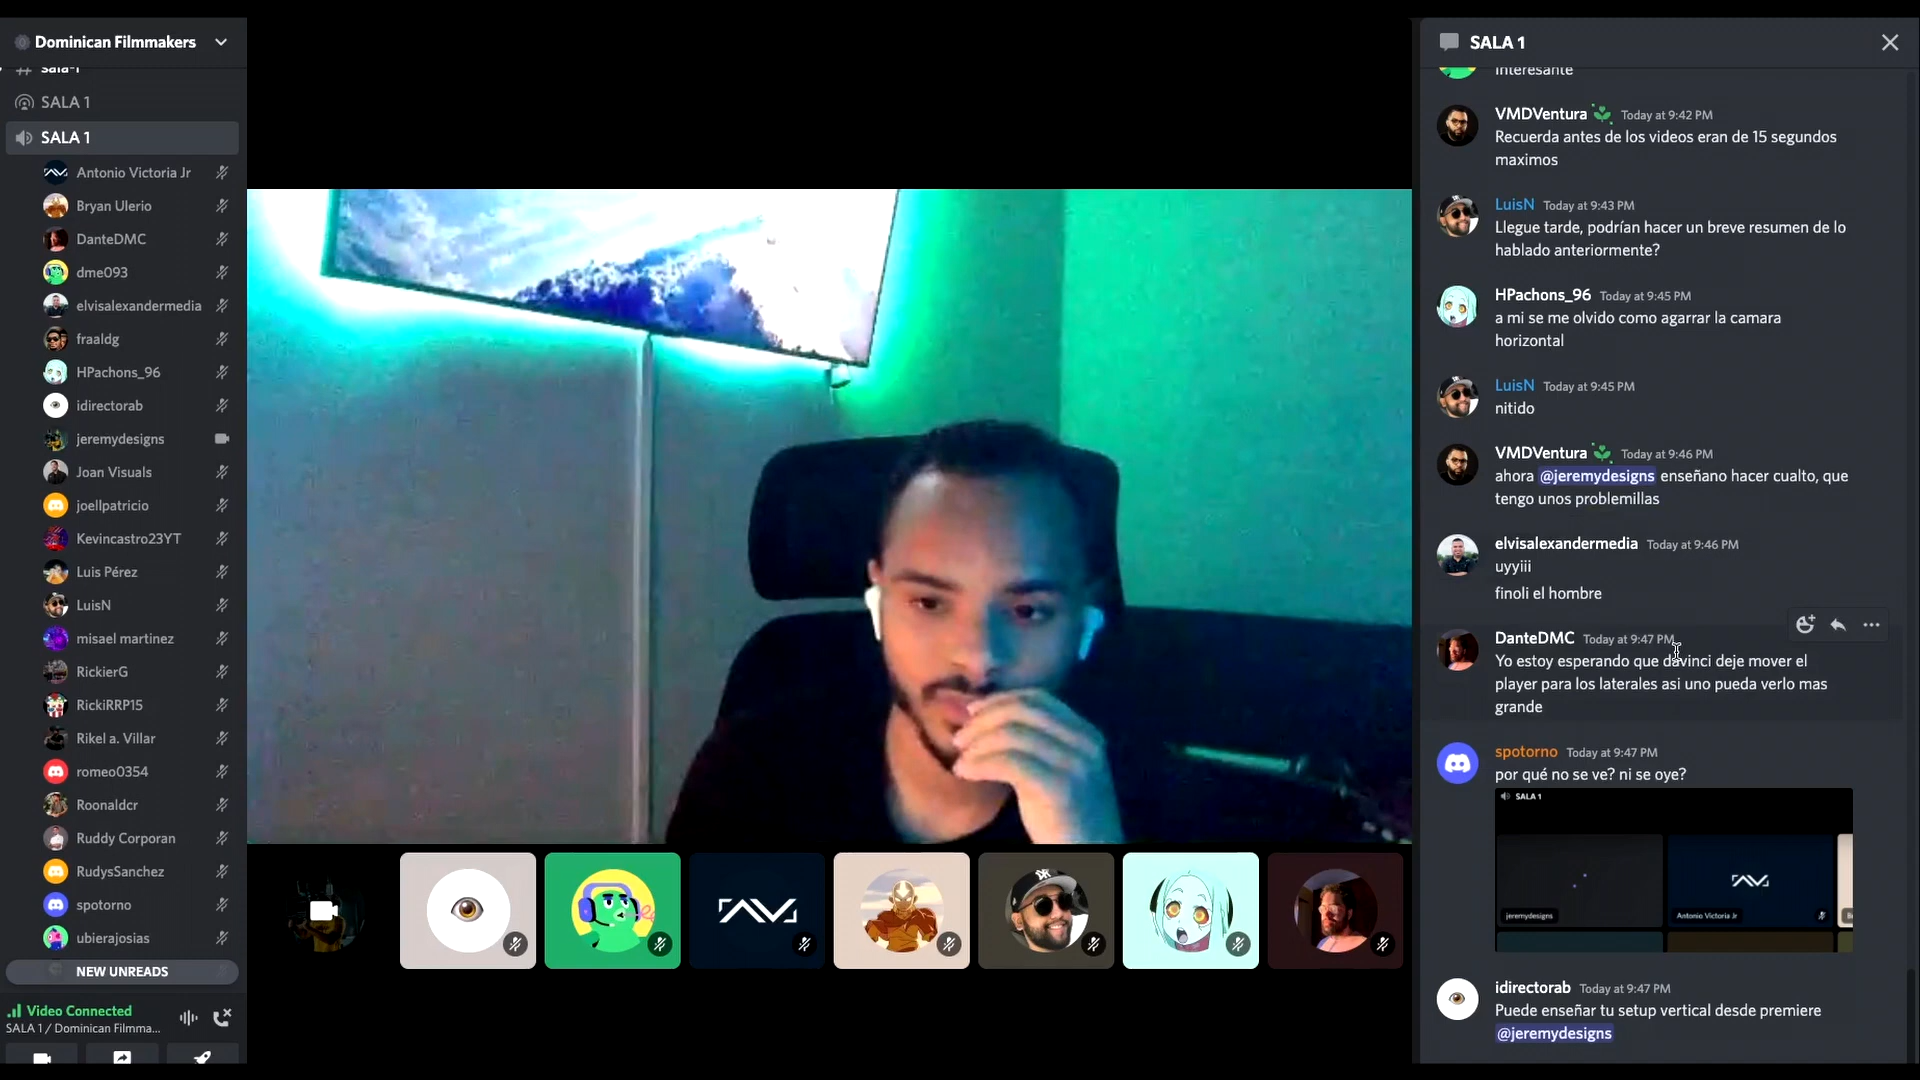 Dominican Filmmakers
sala-1
SALA 1
SALA 1
Antonio Victoria Jr
Bryan Ulerio
DanteDMC
dme093
elvisalexandermedia
fraaldg
HPachons_96
idirectorab
jeremydesigns
Joan Visuals
joellpatricio
Kevincastro23YT
Luis Pérez
LuisN
misael martinez
RickierG
RickiRRP15
Rikel a. Villar
romeo0354
Roonaldcr
Ruddy Corporan
RudysSanchez
spotorno
ubierajosias
NEW UNREADS
Video Connected
SALA 1 / Dominican Filmma...
SALA 1
Interesante
VMDVentura Today at 9:42 PM
Recuerda antes de los videos eran de 15 segundos
maximos
LuisN Today at 9:43 PM
Llegue tarde, podrían hacer un breve resumen de lo
hablado anteriormente?
HPachons_96 Today at 9:45 PM
a mi se me olvido como agarrar la camara
horizontal
LuisN Today at 9:45 PM
nitido
VMDVentura Today at 9:46 PM
ahora @jeremydesigns enseñano hacer cualto, que
tengo unos problemillas
elvisalexandermedia Today at 9:46 PM
uyyiii
finoli el hombre
DanteDMC Today at 9:47 PM
Yo estoy esperando que davinci deje mover el
player para los laterales asi uno pueda verlo mas
grande
spotorno Today at 9:47 PM
por qué no se ve? ni se oye?
SALA 1
jeremydesigns
Antonio Victoria Jr
idirectorab Today at 9:47 PM
Puede enseñar tu setup vertical desde premiere
@jeremydesigns